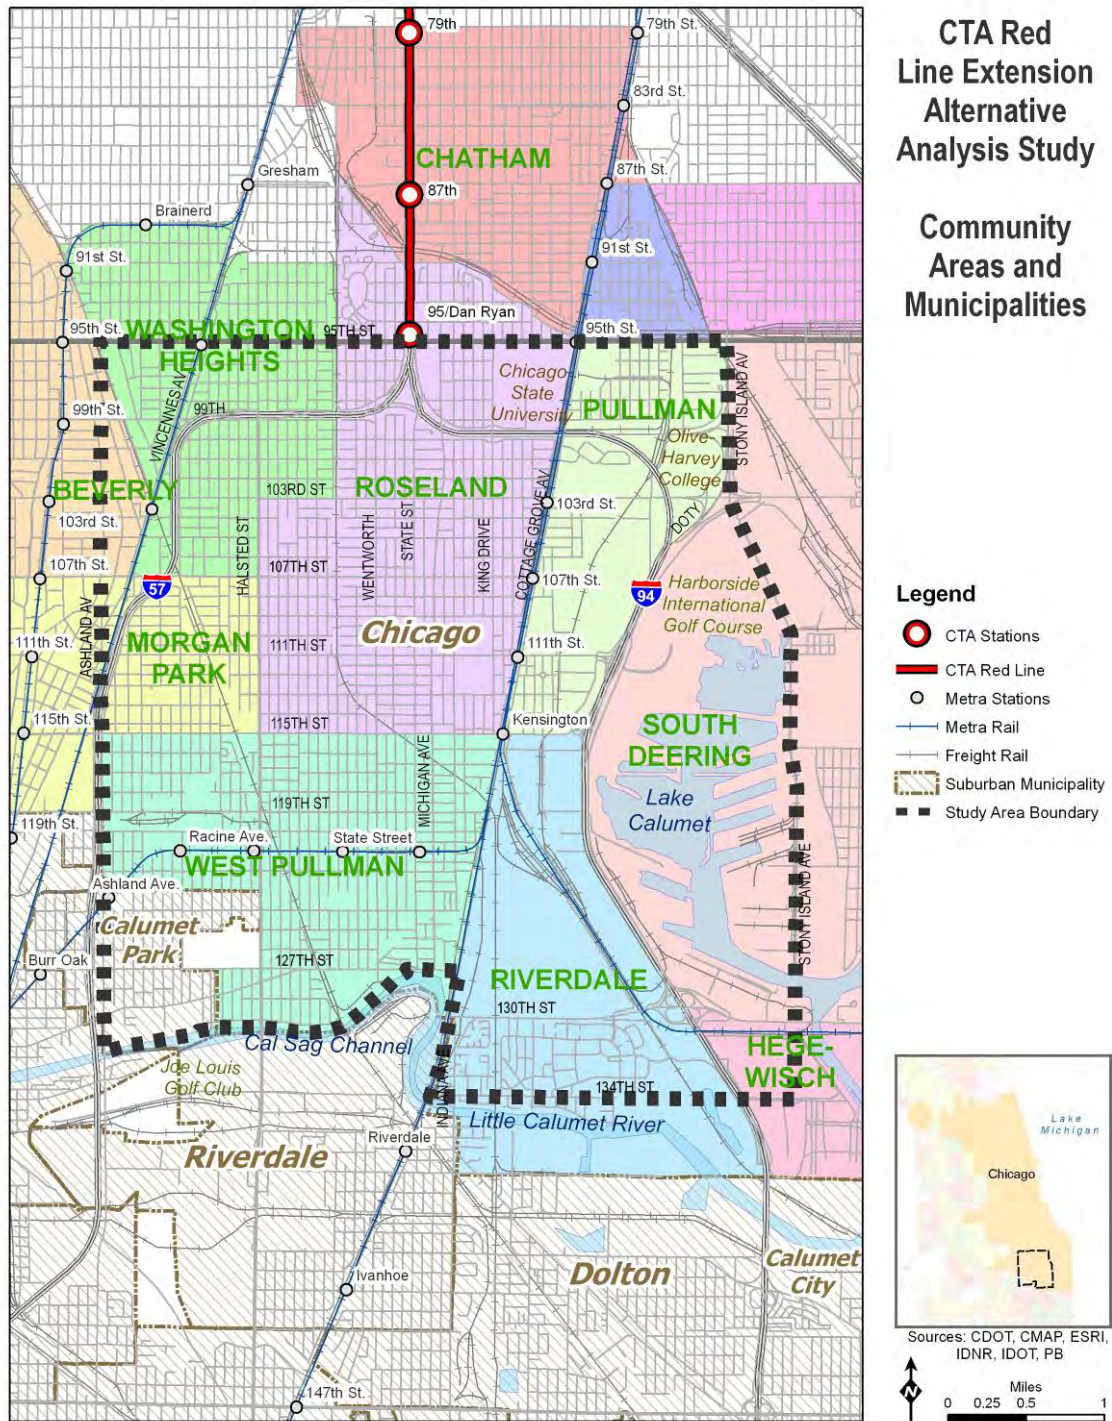 CTA Red
Line Extension
Alternative
Analysis Study
Community
Areas and
Municipalities
79th
79th St.
83rd St.
CHATHAM
Gresham
87th
87th St.
Brainerd
91st St.
91st St.
95/Dan Ryan
95th St.
WASHINGTON
HEIGHTS
95TH ST
95th St.
Chicago
State
University
PULLMAN
STONY ISLAND AV
VINCENNES AV
99TH
99th St.
Olive-
Harvey
College
BEVERLY
103RD ST
ROSELAND
103rd St.
103rd St.
DOTY
HALSTED ST
WENTWORTH
STATE ST
KING DRIVE
COTTAGE GROVE AV
107th St.
107TH ST
107th St.
57
94
Harborside
International
Golf Course
ASHLAND AV
111th St.
MORGAN
PARK
111TH ST
Chicago
111th St.
115th St.
115TH ST
Kensington
SOUTH
DEERING
MICHIGAN AVE
119TH ST
Lake
Calumet
119th St.
Racine Ave.
State Street
WEST PULLMAN
Ashland Ave.
Calumet
Park
STONY ISLAND AVE
Burr Oak
127TH ST
RIVERDALE
130TH ST
Cal Sag Channel
HEGE-
WISCH
Joe Louis
Golf Club
INDIANA AVE
134TH ST
Little Calumet River
Riverdale
Riverdale
Dolton
Calumet
City
Ivanhoe
147th St.
Legend
CTA Stations
CTA Red Line
Metra Stations
Metra Rail
Freight Rail
Suburban Municipality
Study Area Boundary
Lake
Michigan
Chicago
Sources: CDOT, CMAP, ESRI,
IDNR, IDOT, PB
N
Miles
0 0.25 0.5 1